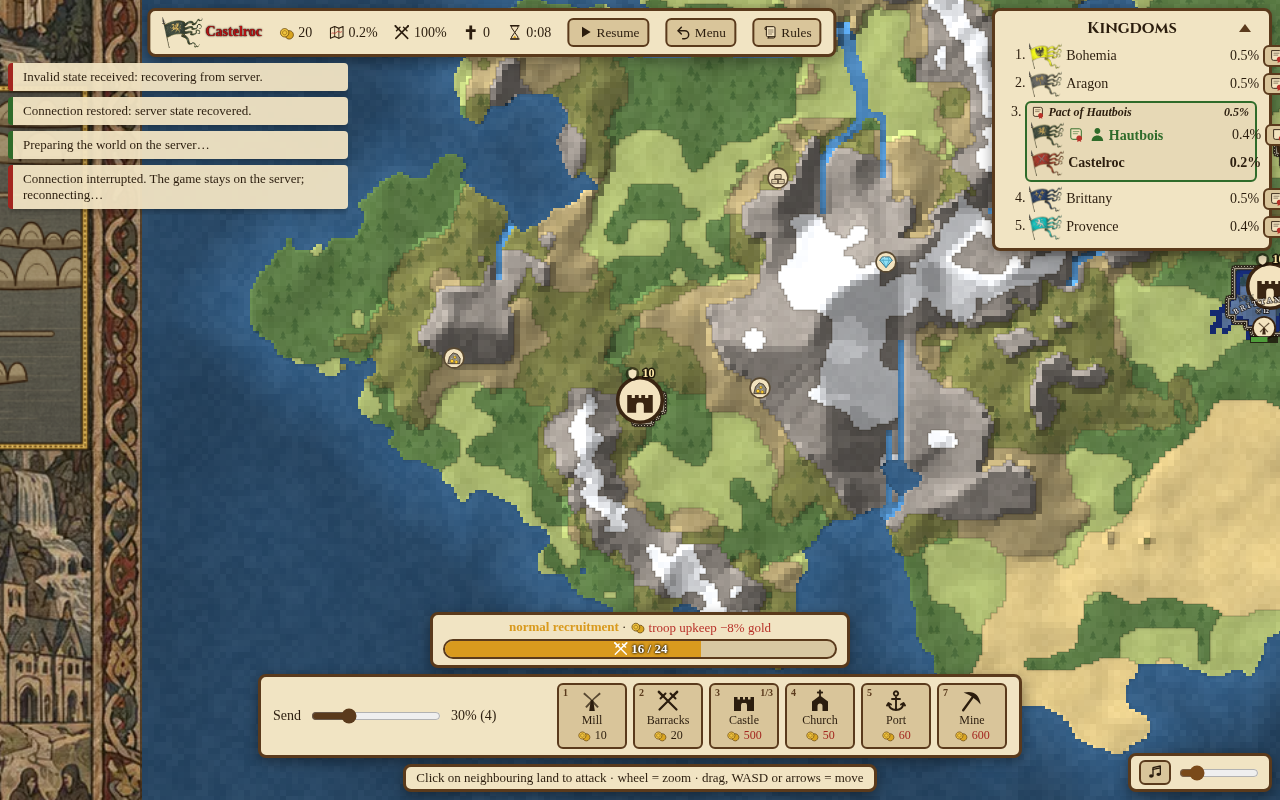 Castelroc 20 0.2% 100% 0 0:08 Resume Menu Rules
Invalid state received: recovering from server.
Connection restored: server state recovered.
Preparing the world on the server…
Connection interrupted. The game stays on the server;
reconnecting…
Kingdoms
1. Bohemia 0.5%
2. Aragon 0.5%
3. Pact of Hautbois 0.5%
Hautbois 0.4%
Castelroc 0.2%
4. Brittany 0.5%
5. Provence 0.4%
10
normal recruitment · troop upkeep −8% gold
16 / 24
Send 30% (4)
1 Mill 10
2 Barracks 20
3 1/3 Castle 500
4 Church 50
5 Port 60
7 Mine 600
Click on neighbouring land to attack · wheel = zoom · drag, WASD or arrows = move